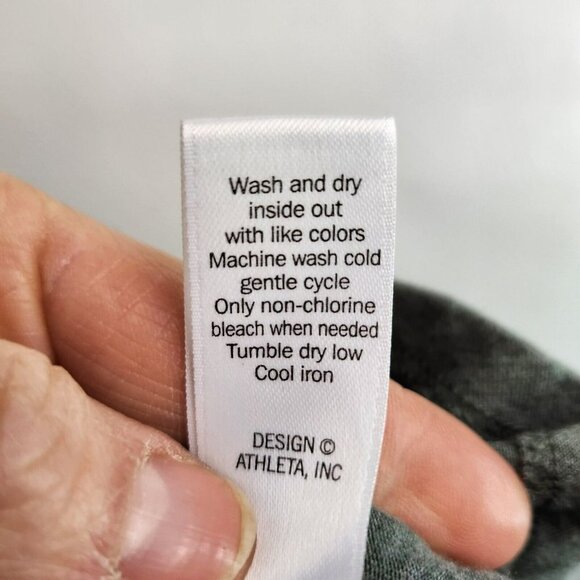 Wash and dry
inside out
with like colors
Machine wash cold
gentle cycle
Only non-chlorine
bleach when needed
Tumble dry low
Cool iron
DESIGN ©
ATHLETA, INC